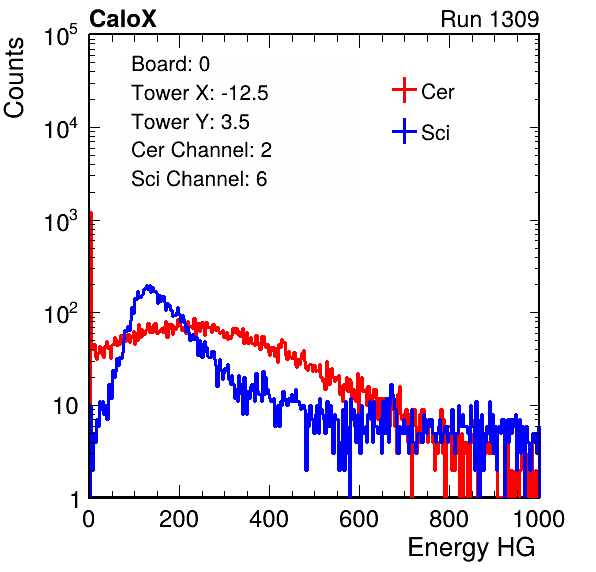 CaloX Run 1309
Counts
10^5
10^4
10^3
10^2
10
1
Board: 0
Tower X: -12.5
Tower Y: 3.5
Cer Channel: 2
Sci Channel: 6
Cer
Sci
0 200 400 600 800 1000
Energy HG